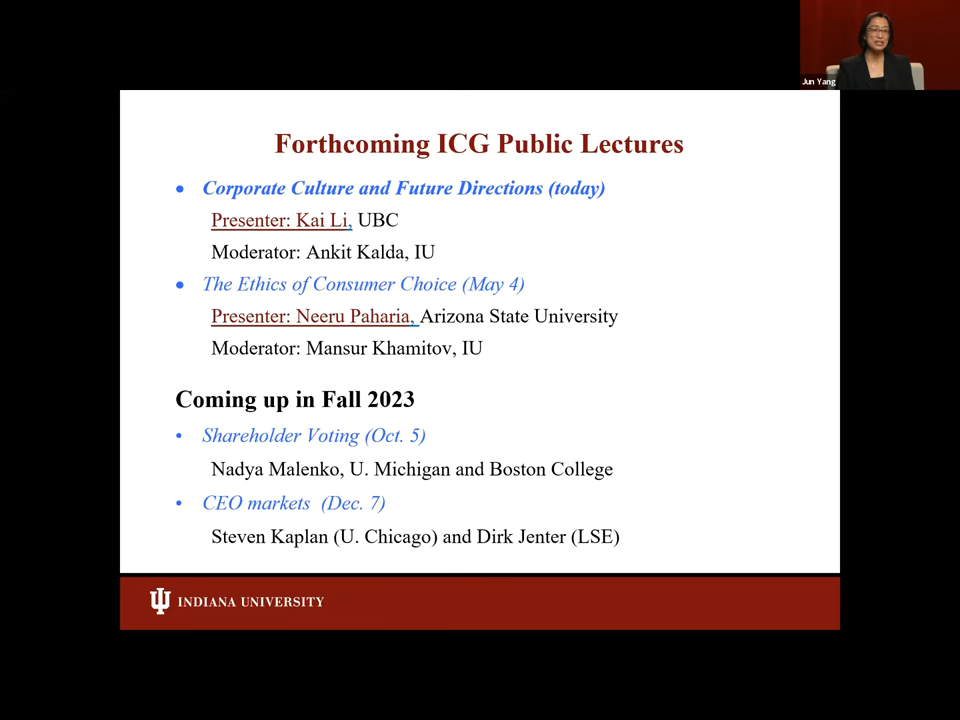 Jun Yang
Forthcoming ICG Public Lectures
• Corporate Culture and Future Directions (today)
Presenter: Kai Li, UBC
Moderator: Ankit Kalda, IU
• The Ethics of Consumer Choice (May 4)
Presenter: Neeru Paharia, Arizona State University
Moderator: Mansur Khamitov, IU
Coming up in Fall 2023
• Shareholder Voting (Oct. 5)
Nadya Malenko, U. Michigan and Boston College
• CEO markets (Dec. 7)
Steven Kaplan (U. Chicago) and Dirk Jenter (LSE)
INDIANA UNIVERSITY